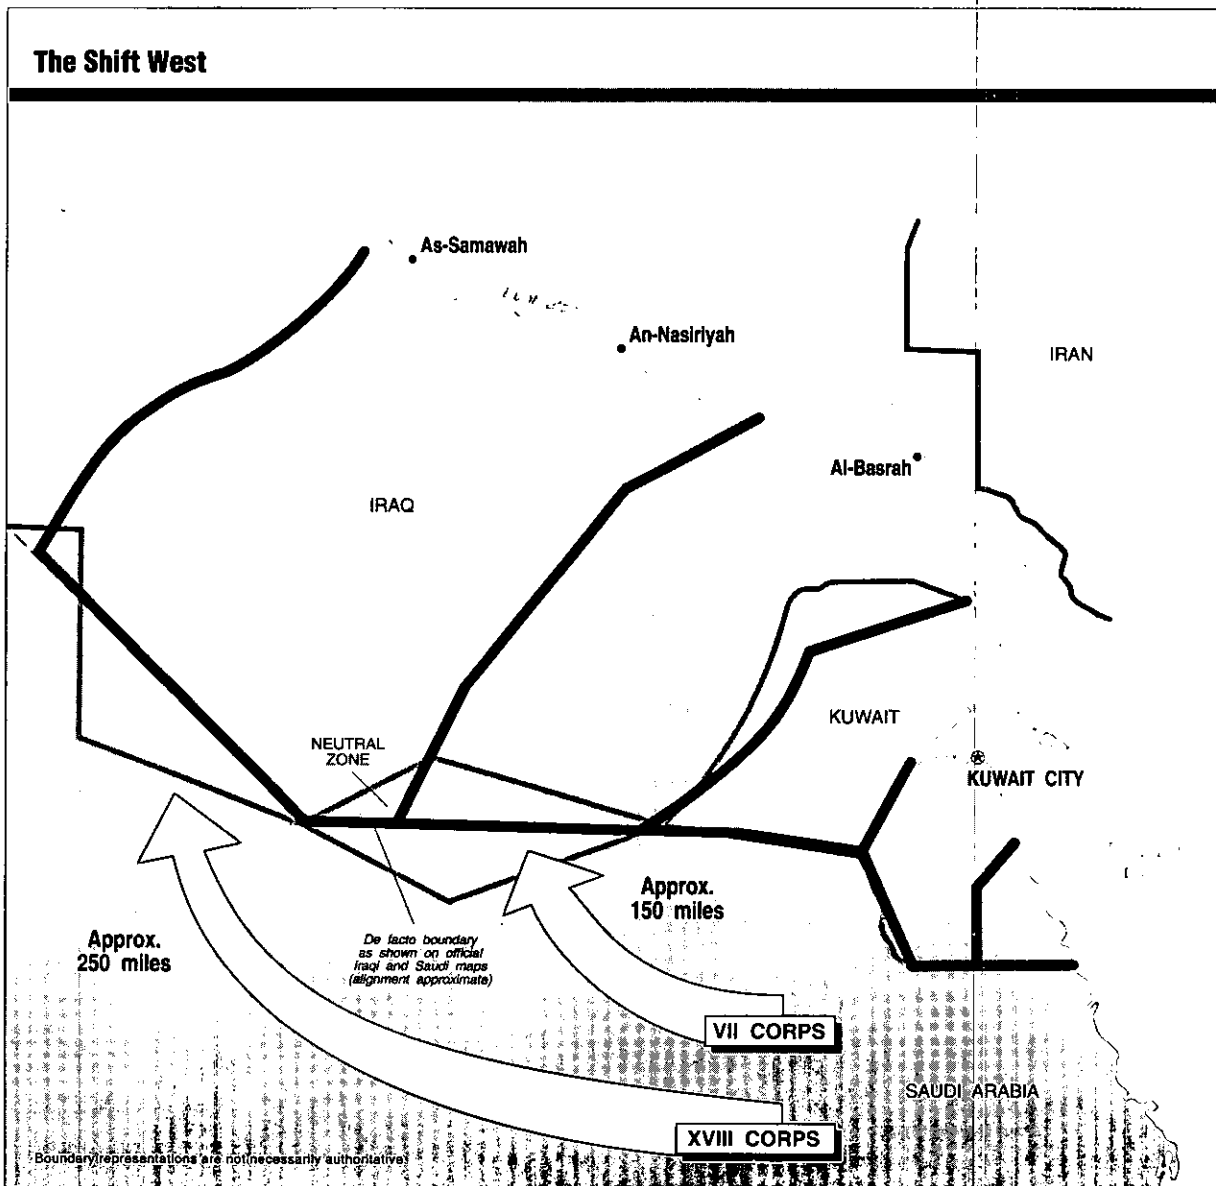 The Shift West
As-Samawah
An-Nasiriyah
IRAN
Al-Basrah
IRAQ
KUWAIT
NEUTRAL
ZONE
KUWAIT CITY
Approx.
150 miles
Approx.
250 miles
De facto boundary
as shown on official
Iraqi and Saudi maps
(alignment approximate)
VII CORPS
SAUDI ARABIA
XVIII CORPS
Boundary representations are not necessarily authoritative